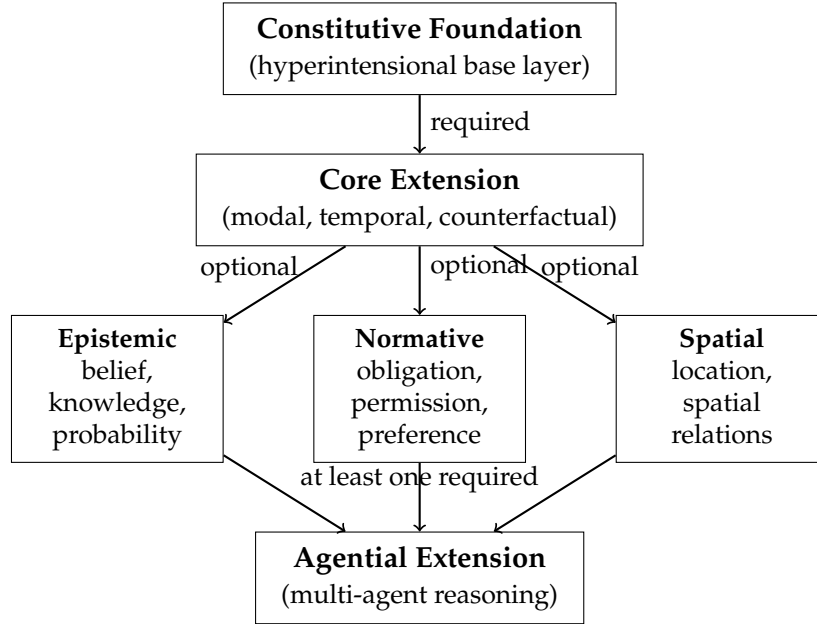 Constitutive Foundation
(hyperintensional base layer)
required
Core Extension
(modal, temporal, counterfactual)
optional
optional
optional
Epistemic
belief,
knowledge,
probability
Normative
obligation,
permission,
preference
Spatial
location,
spatial
relations
at least one required
Agential Extension
(multi-agent reasoning)